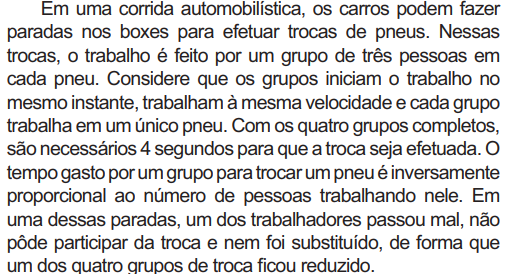 Em uma corrida automobilística, os carros podem fazer
paradas nos boxes para efetuar trocas de pneus. Nessas
trocas, o trabalho é feito por um grupo de três pessoas em
cada pneu. Considere que os grupos iniciam o trabalho no
mesmo instante, trabalham à mesma velocidade e cada grupo
trabalha em um único pneu. Com os quatro grupos completos,
são necessários 4 segundos para que a troca seja efetuada. O
tempo gasto por um grupo para trocar um pneu é inversamente
proporcional ao número de pessoas trabalhando nele. Em
uma dessas paradas, um dos trabalhadores passou mal, não
pôde participar da troca e nem foi substituído, de forma que
um dos quatro grupos de troca ficou reduzido.